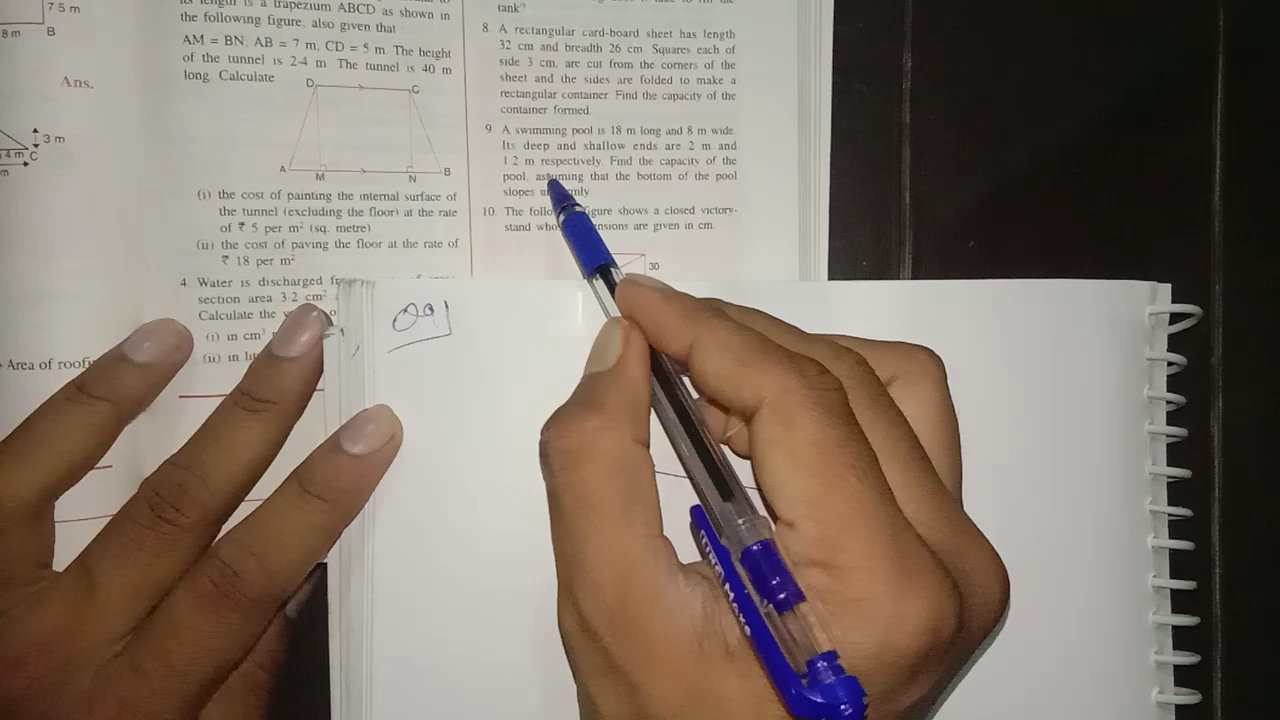 7 5 m
8 m B
Ans.
3 m
4 m C
m
Area of
its length is a trapezium ABCD as shown in
the following figure, also given that
AM = BN, AB = 7 m, CD = 5 m. The height
of the tunnel is 2·4 m The tunnel is 40 m
long. Calculate
D C
A M N B
(i) the cost of painting the internal surface of
the tunnel (excluding the floor) at the rate
of ₹ 5 per m² (sq. metre)
(ii) the cost of paving the floor at the rate of
₹ 18 per m²
4 Water is discharged
section area 3·2 cm²
Calculate the
(i) in cm³
(ii) in
tank?
8. A rectangular card-board sheet has length
32 cm and breadth 26 cm. Squares each of
side 3 cm, are cut from the corners of the
sheet and the sides are folded to make a
rectangular container. Find the capacity of the
container formed.
9. A swimming pool is 18 m long and 8 m wide.
Its deep and shallow ends are 2 m and
1 2 m respectively. Find the capacity of the
pool, assuming that the bottom of the pool
slopes
10. The figure shows a closed victory-
stand are given in cm.
30
Q9